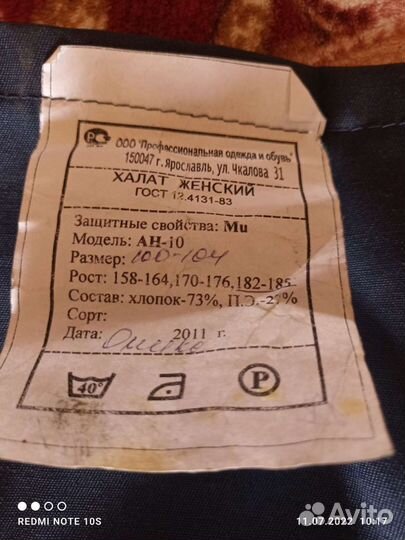 ООО "Профессиональная одежда и обувь"
150047 г. Ярославль, ул. Чкалова 31
ХАЛАТ ЖЕНСКИЙ
ГОСТ 12.4131-83
Защитные свойства: Ми
Модель: АН-10
Размер: 100-104
Рост: 158-164,170-176,182-185
Состав: хлопок-73%, П.Э.-27%
Сорт:
Дата: 2011 г.
40°
P
REDMI NOTE 10S
11.07.2022 10:17
Avito